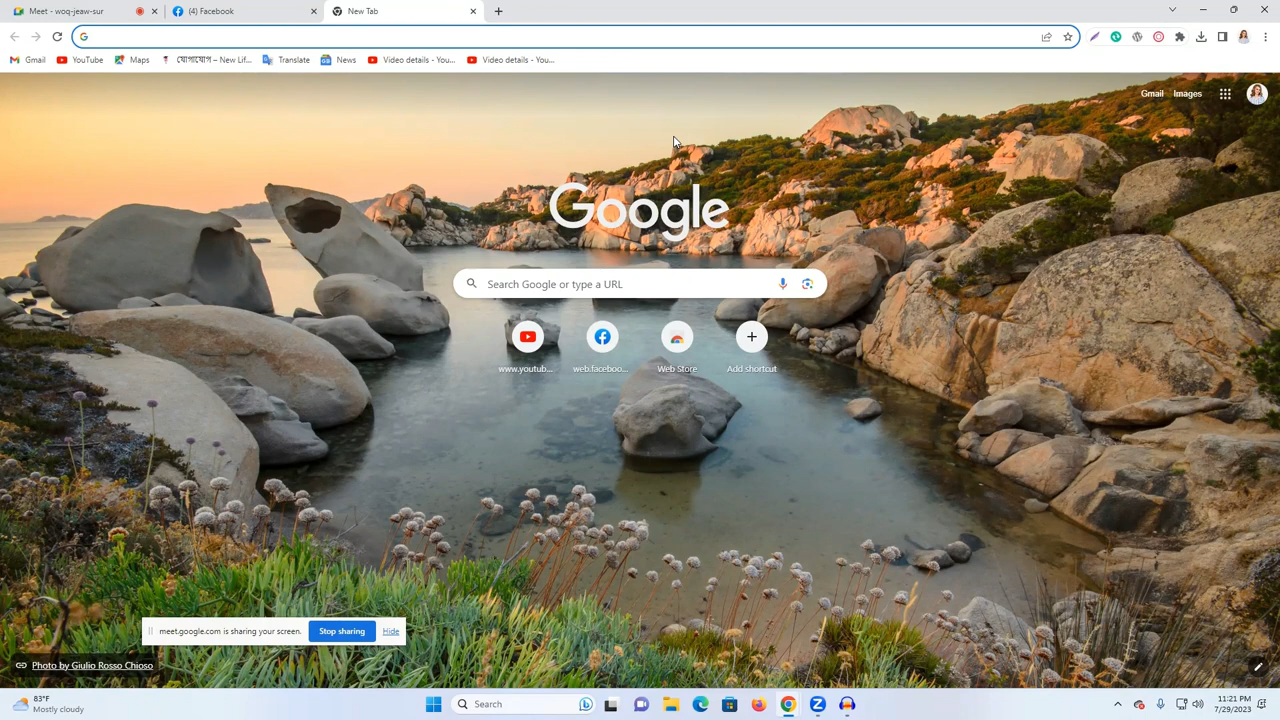 Meet - woq-jeaw-sur
(4) Facebook
New Tab
Gmail
YouTube
Maps
যোগাযোগ – New Lif...
Translate
News
Video details - You...
Video details - You...
Gmail
Images
Google
Search Google or type a URL
www.youtub...
web.faceboo...
Web Store
Add shortcut
meet.google.com is sharing your screen.
Stop sharing
Hide
Photo by Giulio Rosso Chioso
83°F
Mostly cloudy
Search
11:21 PM
7/29/2023